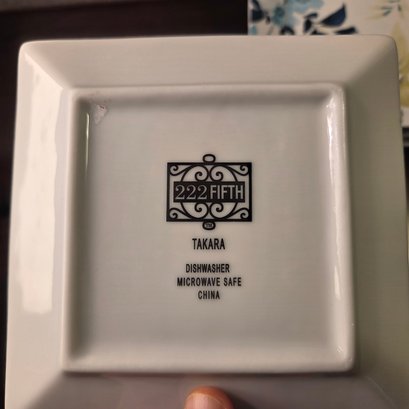 222 FIFTH
TAKARA
DISHWASHER
MICROWAVE SAFE
CHINA